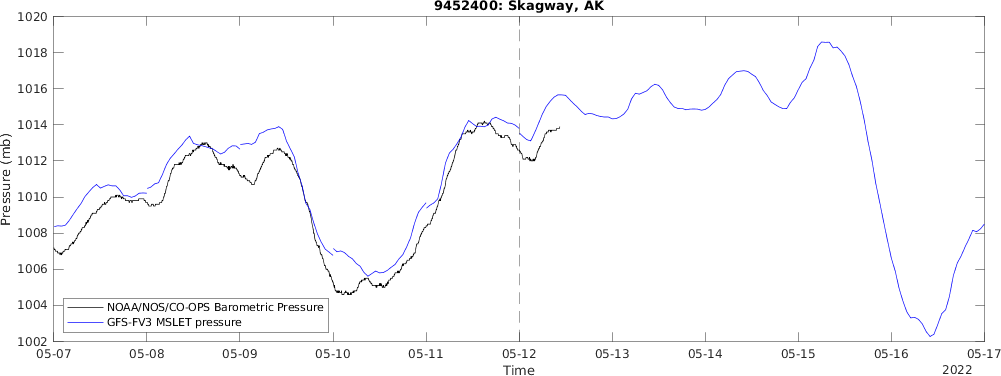 9452400: Skagway, AK
1020
1018
1016
1014
1012
1010
1008
1006
1004
1002
Pressure (mb)
NOAA/NOS/CO-OPS Barometric Pressure
GFS-FV3 MSLET pressure
05-07 05-08 05-09 05-10 05-11 05-12 05-13 05-14 05-15 05-16 05-17
Time
2022